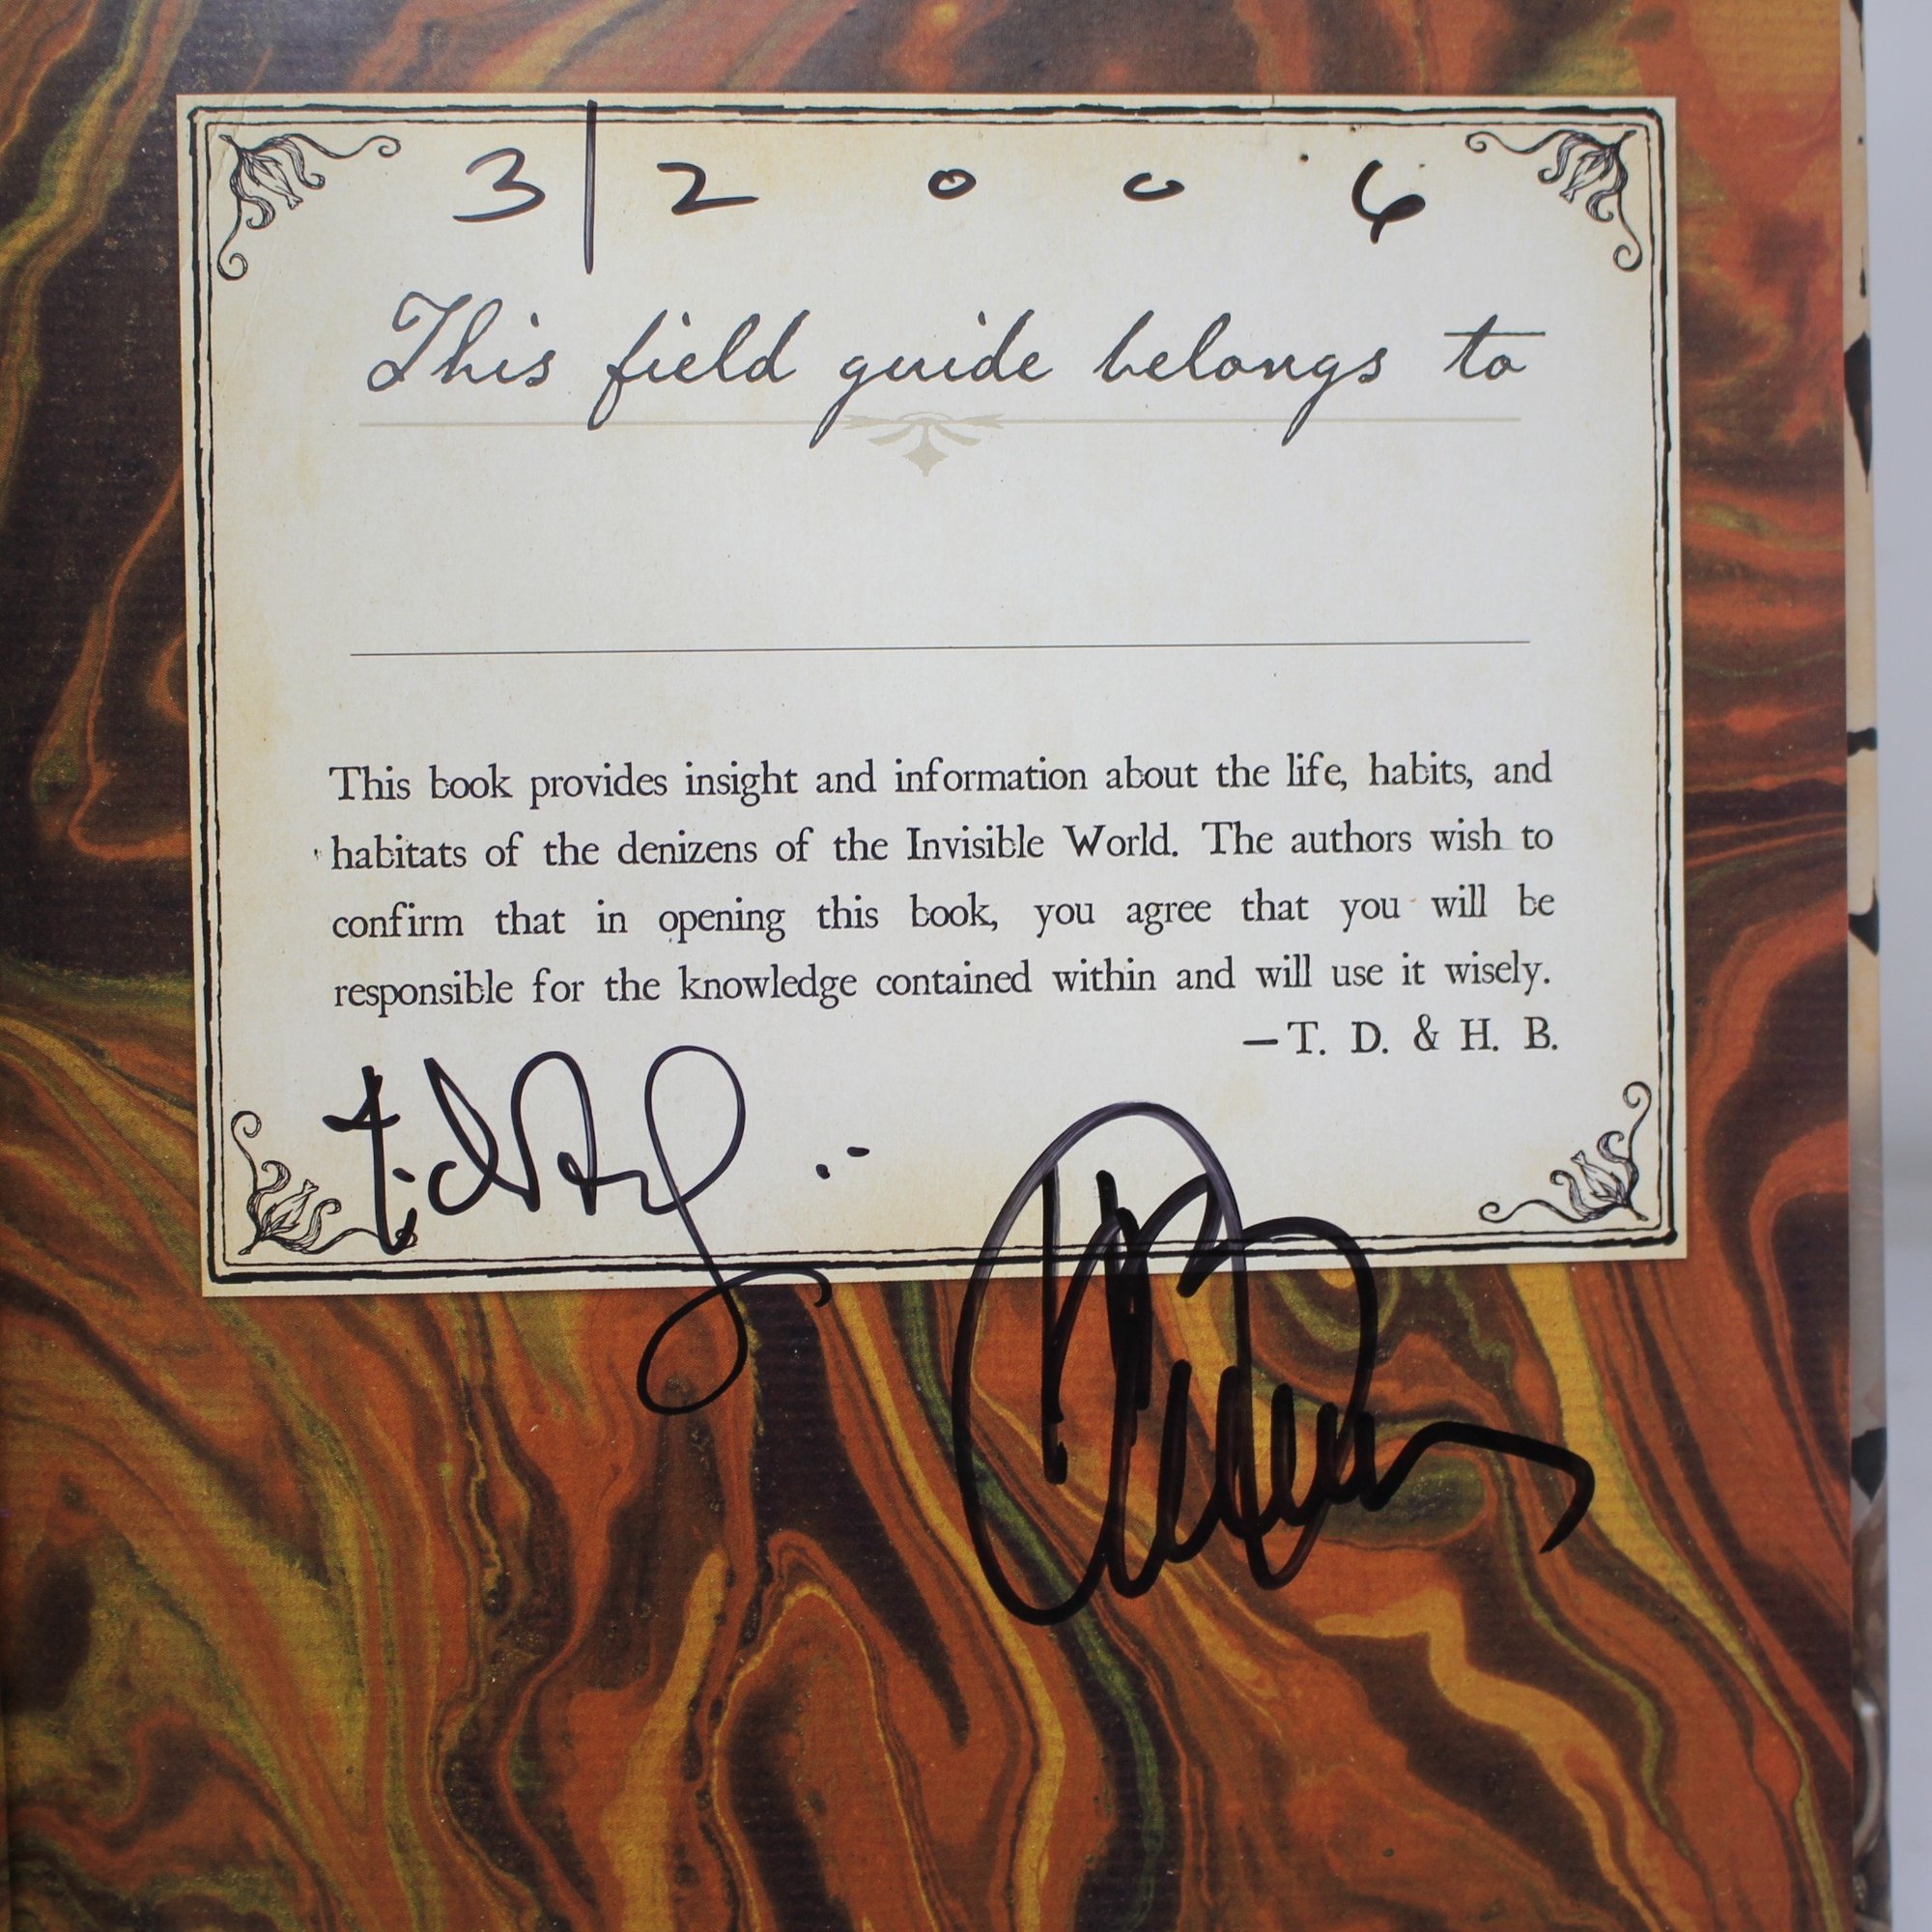 3/2006
This field guide belongs to
This book provides insight and information about the life, habits, and
habitats of the denizens of the Invisible World. The authors wish to
confirm that in opening this book, you agree that you will be
responsible for the knowledge contained within and will use it wisely.
—T. D. & H. B.